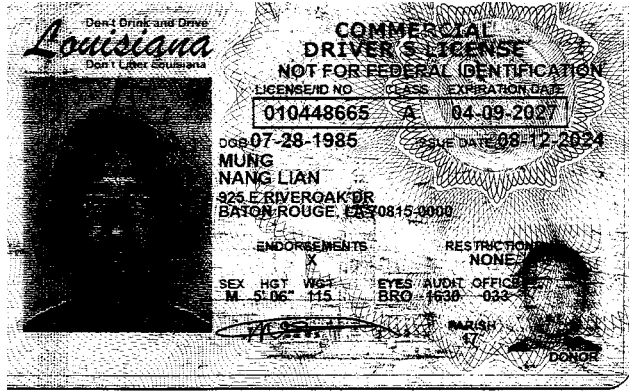 Don't Drink and Drive
Louisiana
Don't Litter Louisiana
COMMERCIAL
DRIVER'S LICENSE
NOT FOR FEDERAL IDENTIFICATION
LICENSE/ID NO CLASS EXPIRATION DATE
010448665 A 04-09-2027
DOB 07-28-1985 ISSUE DATE 08-12-2024
MUNG
NANG LIAN
925 E RIVEROAK DR
BATON ROUGE, LA 70815-0000
ENDORSEMENTS RESTRICTIONS
X NONE
SEX HGT WGT EYES AUDIT OFFICE
M 5'06" 115 BRO 1630 033
PARISH
17
DONOR